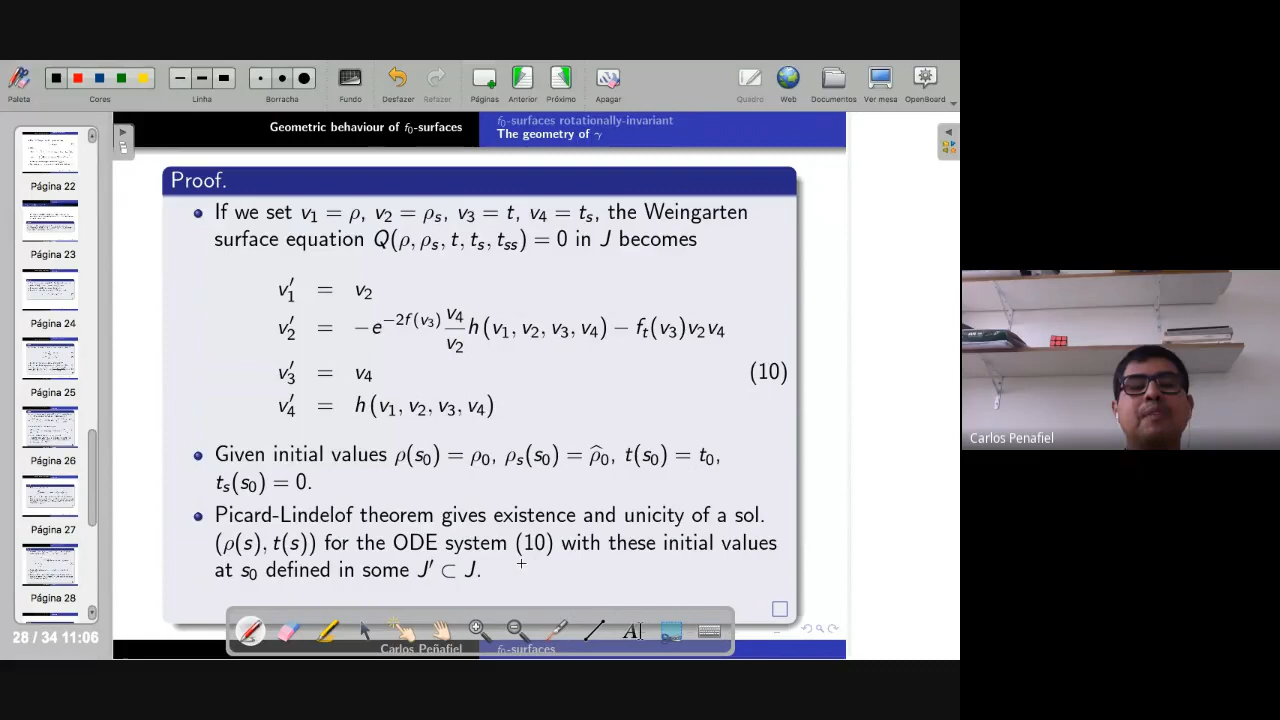 Paleta
Cores
Linha
Borracha
Fundo
Desfazer
Refazer
Páginas
Anterior
Próximo
Apagar
Quadro
Web
Documentos
Ver mesa
OpenBoard
Geometric behaviour of f₀-surfaces
f₀-surfaces rotationally-invariant
The geometry of γ
Página 22
Página 23
Página 24
Página 25
Página 26
Página 27
Página 28
28 / 34 11:06
Proof.
If we set v₁ = ρ, v₂ = ρₛ, v₃ = t, v₄ = tₛ, the Weingarten
surface equation Q(ρ, ρₛ, t, tₛ, tₛₛ) = 0 in J becomes
v₁′ = v₂
v₂′ = −e^{−2f(v₃)} v₄/v₂ h (v₁, v₂, v₃, v₄) − fₜ(v₃)v₂v₄
v₃′ = v₄
(10)
v₄′ = h (v₁, v₂, v₃, v₄)
Given initial values ρ(s₀) = ρ₀, ρₛ(s₀) = ρ̂₀, t(s₀) = t₀,
tₛ(s₀) = 0.
Picard-Lindelof theorem gives existence and unicity of a sol.
(ρ(s), t(s)) for the ODE system (10) with these initial values
at s₀ defined in some J′ ⊂ J.
Carlos Peñafiel
f₀-surfaces
Carlos Penafiel